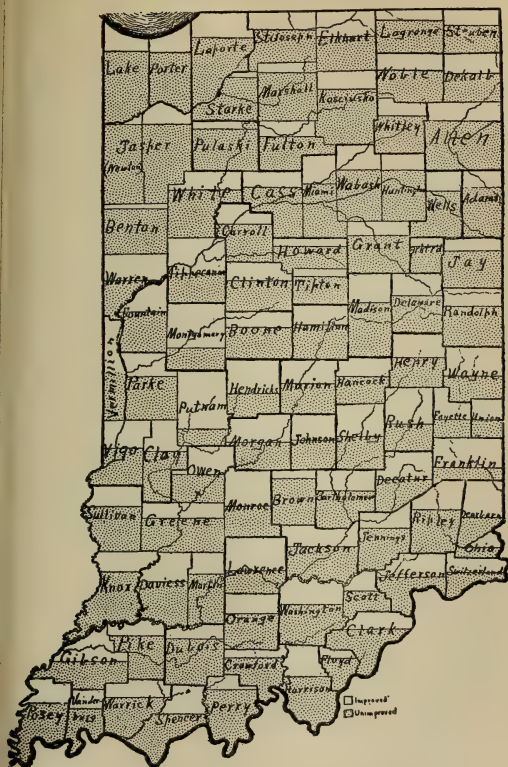 Laporte St.Joseph Elkhart Lagrange Steuben
Lake Porter
Noble Dekalb
Marshall
Kosciusko
Starke
Whitley Allen
Jasher Pulaski Fulton
Newton
White Cass Miami Wabash Huntington
Wells Adams
Benton
Carroll
Howard Grant
Jay
Warren Tippecanoe Clinton Tipton
Madison Delaware
Fountain Randolph
Montgomery Boone Hamilton
Henry Wayne
Vermillion Parke
Putnam Hendricks Marion Hancock
Rush Fayette Union
Vigo Clay Morgan Johnson Shelby
Owen Franklin
Decatur
Monroe Brown Bartholomew
Sullivan Greene Ripley Dearborn
Jennings Ohio
Jackson
Lawrence Jefferson Switzerland
Knox Daviess Martin
Washington Scott
Orange
Clark
Pike Dubois
Gibson Crawford Floyd
Harrison
Vander Warrick Perry
Posey Spencer
Improved
Unimproved